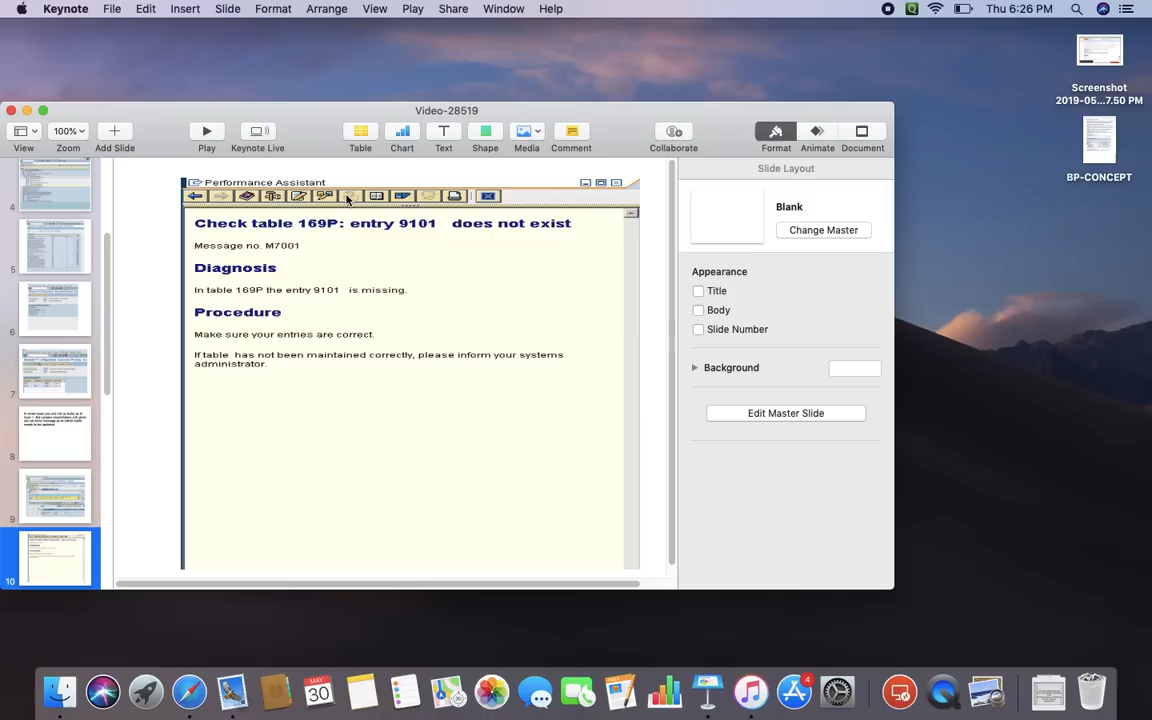 Keynote File Edit Insert Slide Format Arrange View Play Share Window Help
Thu 6:26 PM
Screenshot
2019-05...7.50 PM
BP-CONCEPT
Video-28519
100%
View Zoom Add Slide Play Keynote Live Table Chart Text Shape Media Comment Collaborate Format Animate Document
Slide Layout
Blank
Change Master
Appearance
Title
Body
Slide Number
Background
Edit Master Slide
4
5
6
7
8
9
10
Performance Assistant
Check table 169P: entry 9101 does not exist
Message no. M7001
Diagnosis
In table 169P the entry 9101 is missing.
Procedure
Make sure your entries are correct.
If table has not been maintained correctly, please inform your systems
administrator.
MAY
30
4